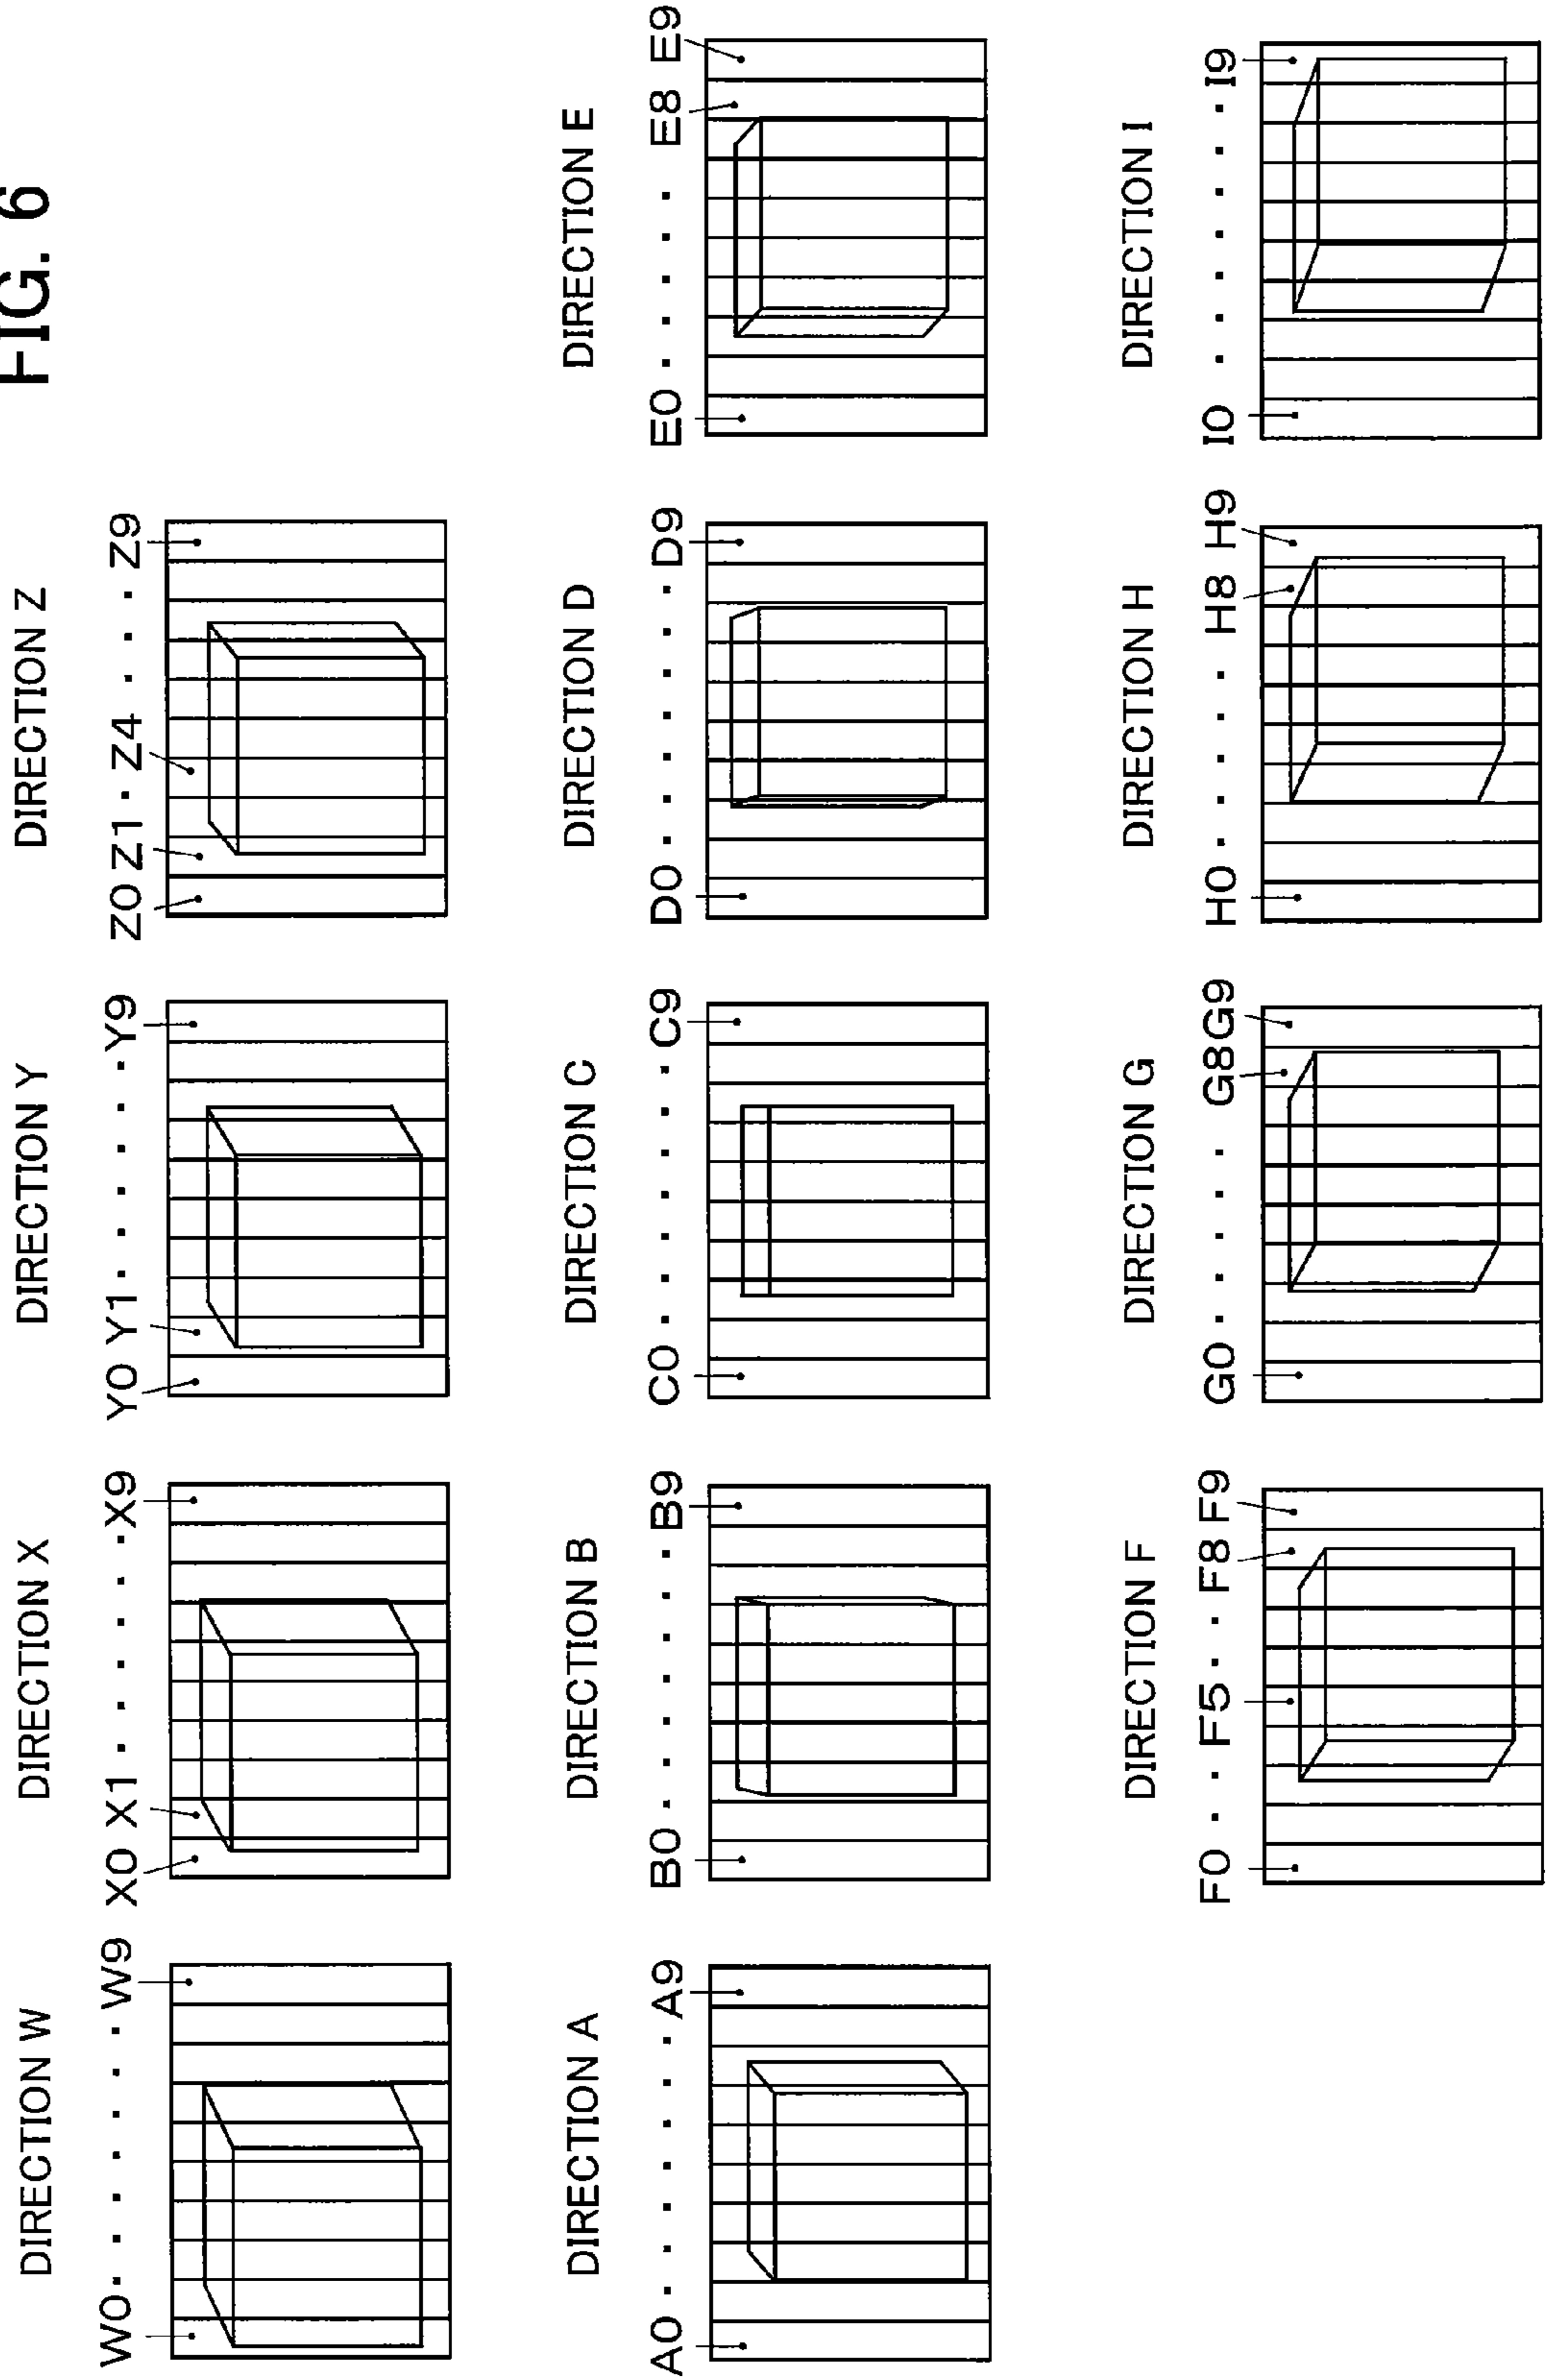 FIG. 6
DIRECTION W
W0 · · · · · · W9
DIRECTION X
X0 X1 · · · · · X9
DIRECTION Y
Y0 Y1 · · · · · Y9
DIRECTION Z
Z0 Z1 · Z4 · · · Z9
DIRECTION A
A0 · · · · · · A9
DIRECTION B
B0 · · · · · · B9
DIRECTION C
C0 · · · · · · C9
DIRECTION D
D0 · · · · · D9
DIRECTION E
E0 · · · · · E8 E9
DIRECTION F
F0 · · F5 · · F8 F9
DIRECTION G
G0 · · · · G8 G9
DIRECTION H
H0 · · · · H8 H9
DIRECTION I
I0 · · · · · · I9